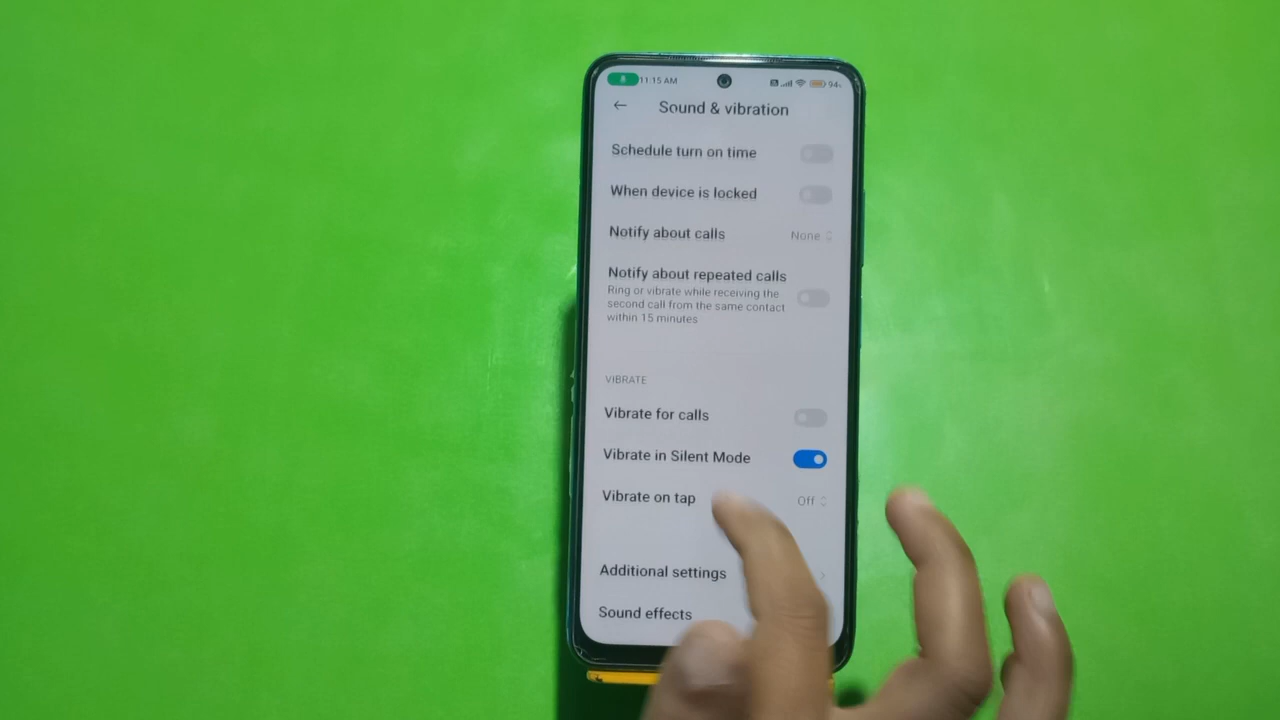 11:15 AM
94
Sound & vibration
Schedule turn on time
When device is locked
Notify about calls
None
Notify about repeated calls
Ring or vibrate while receiving the
second call from the same contact
within 15 minutes
VIBRATE
Vibrate for calls
Vibrate in Silent Mode
Vibrate on tap
Off
Additional settings
Sound effects